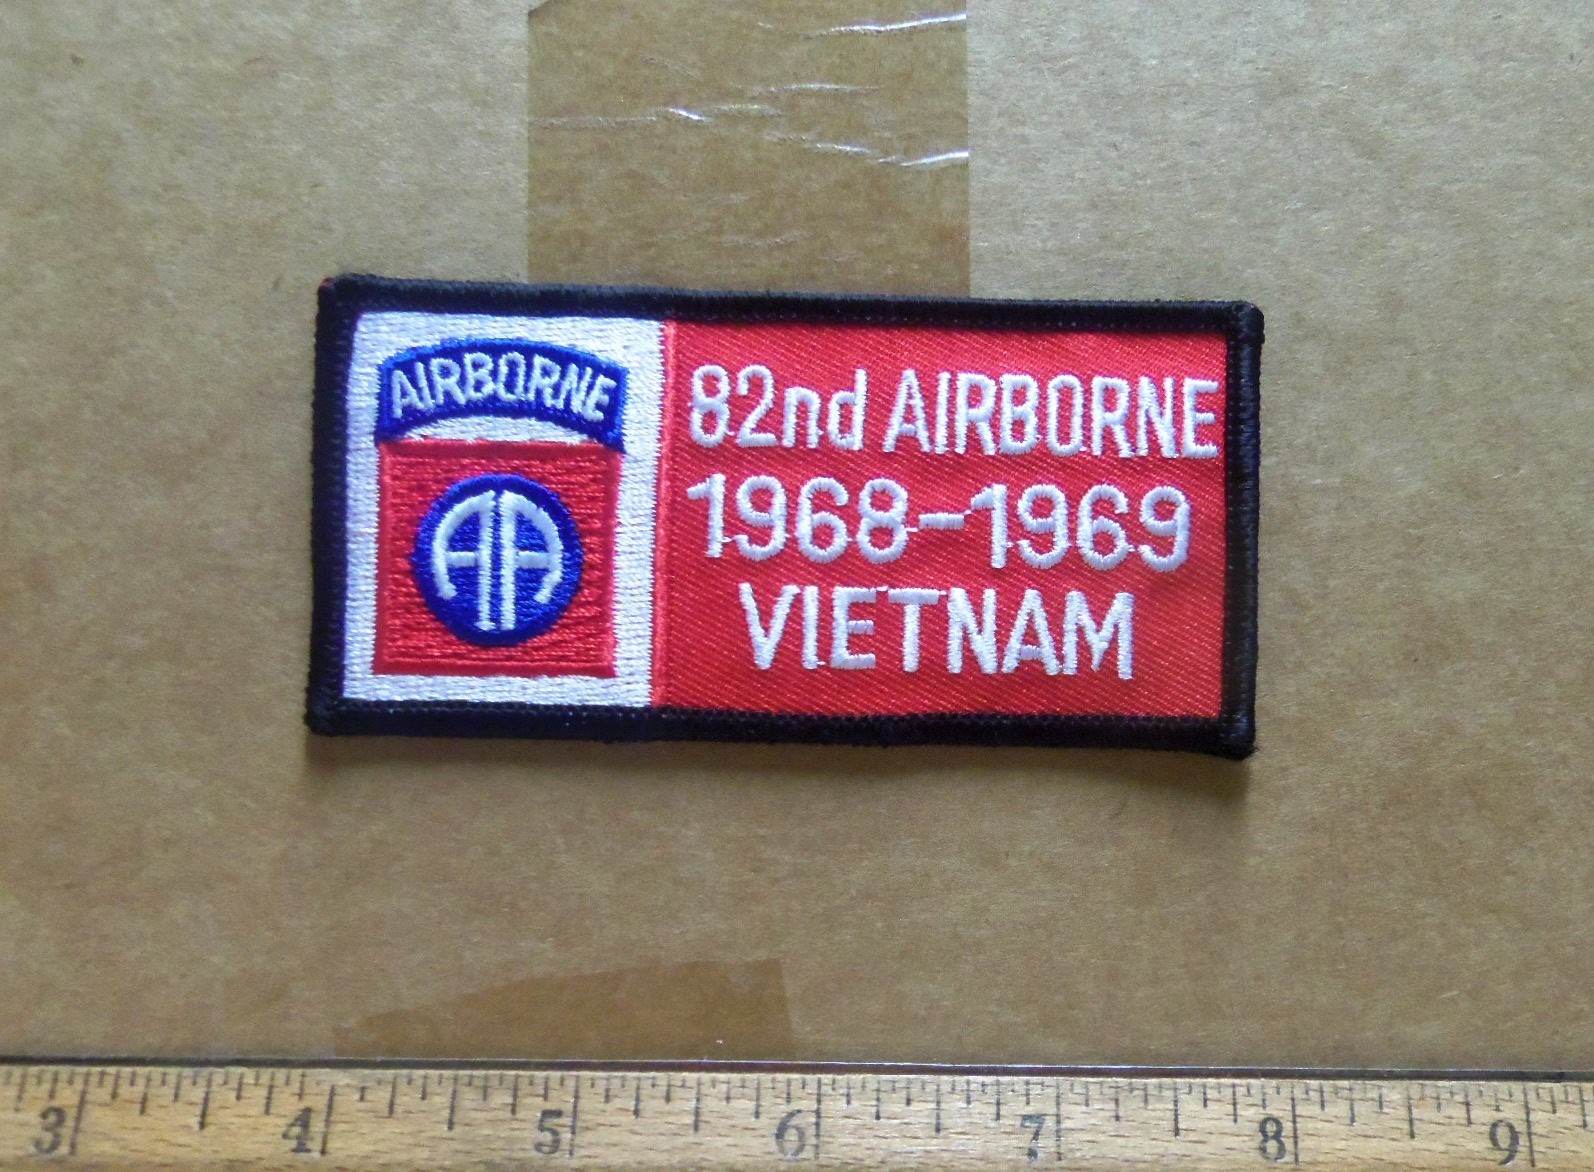 AIRBORNE
AA
82nd AIRBORNE
1968-1969
VIETNAM
3 4 5 6 7 8 9